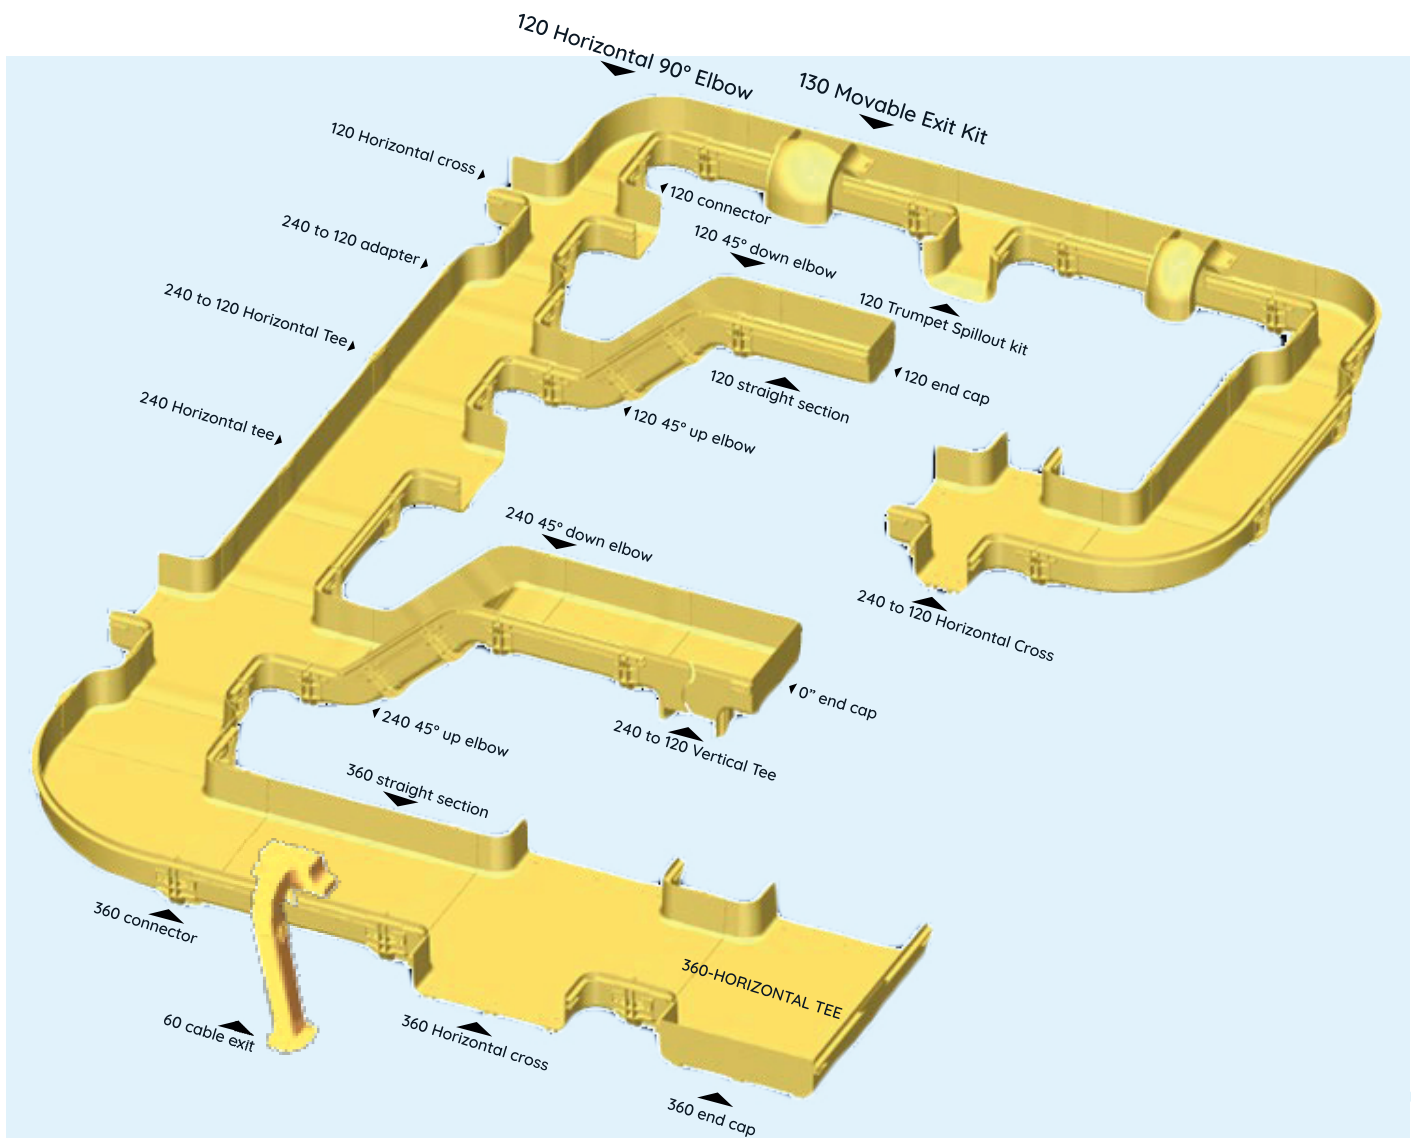 120 Horizontal 90° Elbow
130 Movable Exit Kit
120 Horizontal cross
120 connector
240 to 120 adapter
120 45° down elbow
240 to 120 Horizontal Tee
120 Trumpet Spillout kit
120 straight section
120 end cap
240 Horizontal tee
120 45° up elbow
240 45° down elbow
240 to 120 Horizontal Cross
0” end cap
240 45° up elbow
240 to 120 Vertical Tee
360 straight section
360 connector
360-HORIZONTAL TEE
60 cable exit
360 Horizontal cross
360 end cap